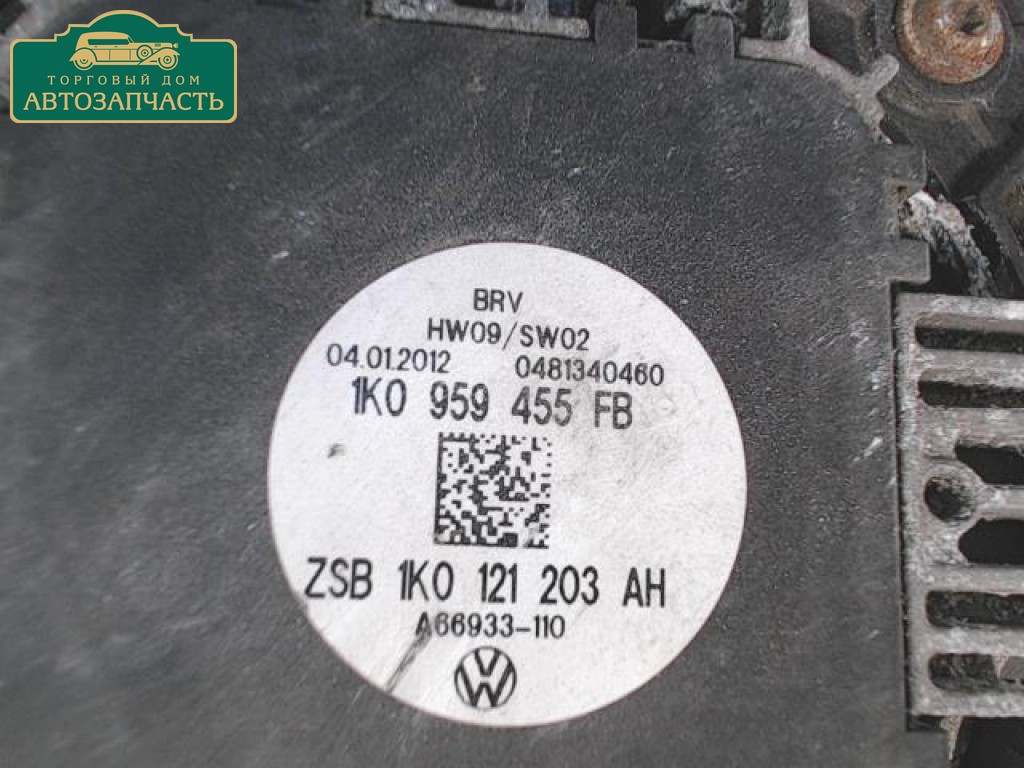 ТОРГОВЫЙ ДОМ
АВТОЗАПЧАСТЬ
BRV
HW09/SW02
04.01.2012 0481340460
1K0 959 455 FB
ZSB 1K0 121 203 AH
A66933-110